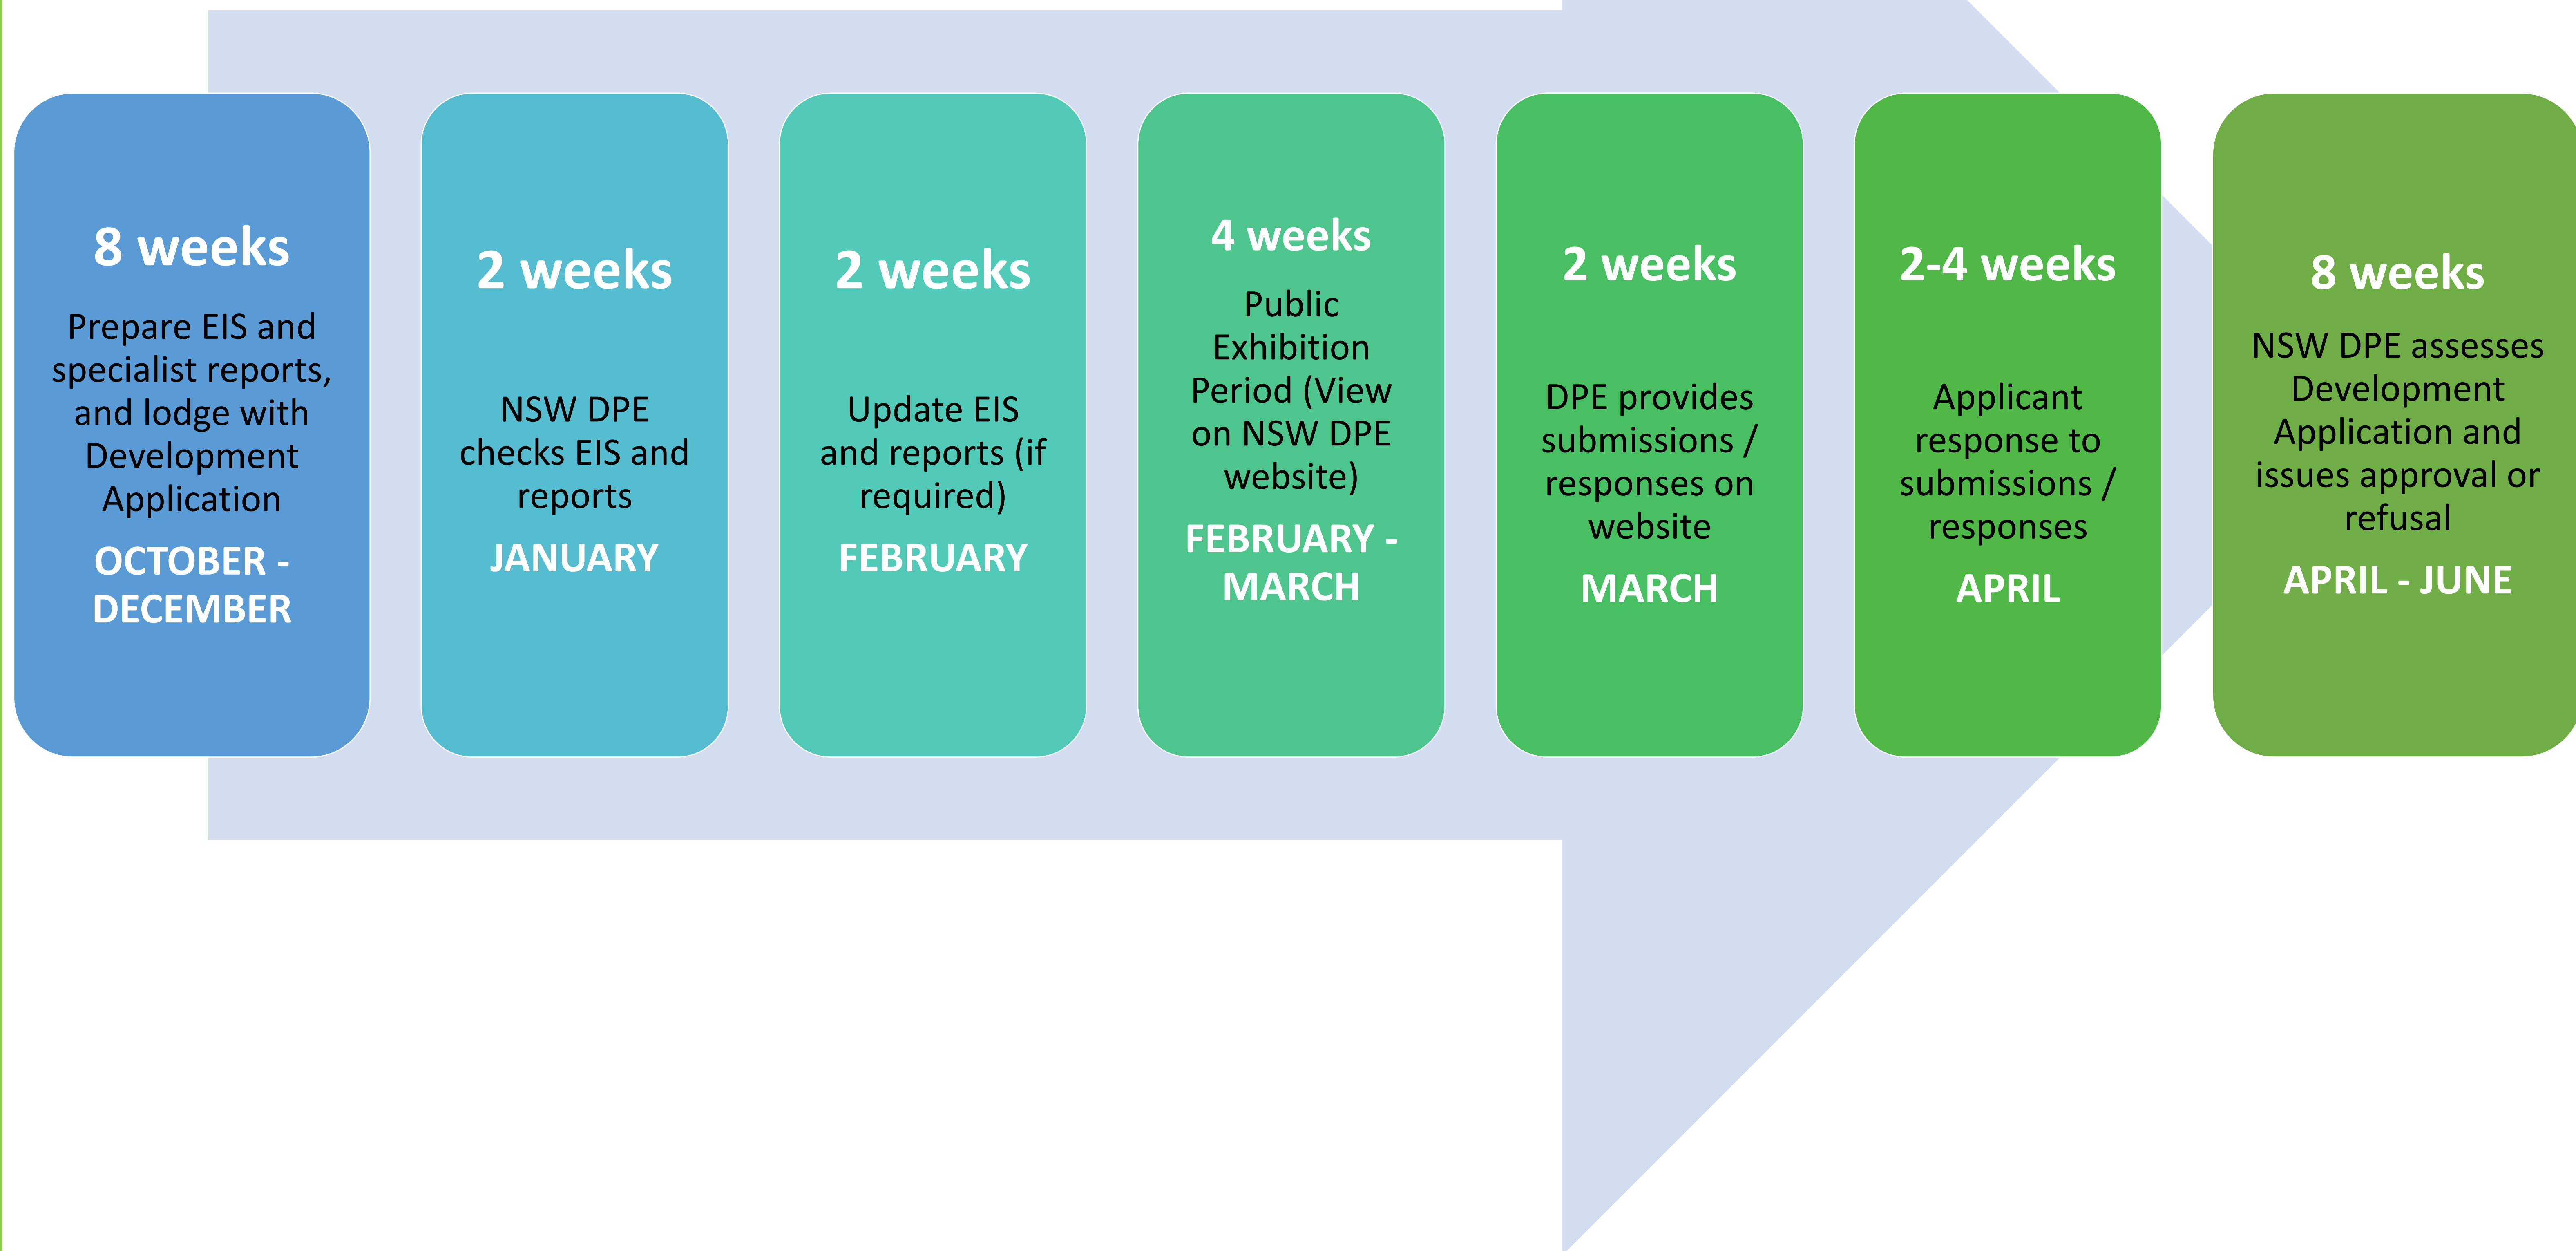 8 weeks
Prepare EIS and
specialist reports,
and lodge with
Development
Application
OCTOBER -
DECEMBER
2 weeks
NSW DPE
checks EIS and
reports
JANUARY
2 weeks
Update EIS
and reports (if
required)
FEBRUARY
4 weeks
Public
Exhibition
Period (View
on NSW DPE
website)
FEBRUARY -
MARCH
2 weeks
DPE provides
submissions /
responses on
website
MARCH
2-4 weeks
Applicant
response to
submissions /
responses
APRIL
8 weeks
NSW DPE assesses
Development
Application and
issues approval or
refusal
APRIL - JUNE